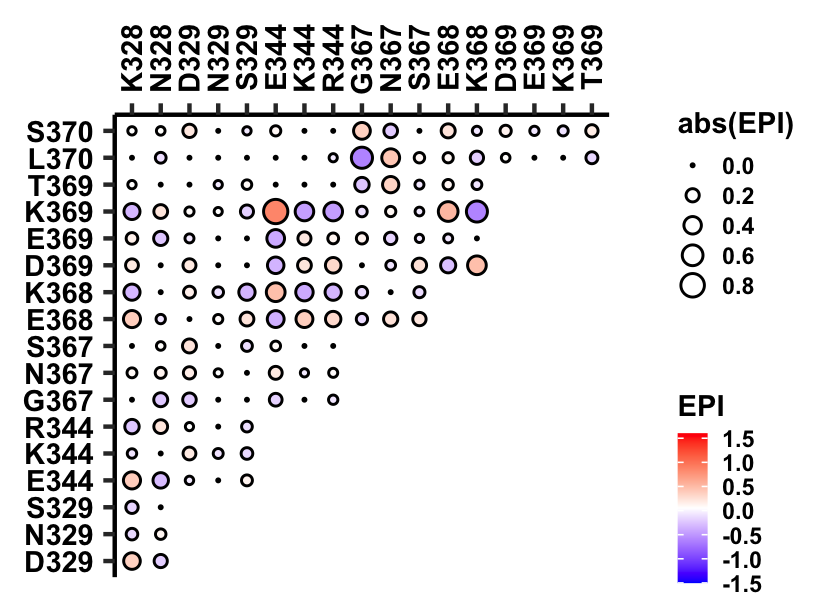 K328 N328 D329 N329 S329 E344 K344 R344 G367 N367 S367 E368 K368 D369 E369 K369 T369
S370
L370
T369
K369
E369
D369
K368
E368
S367
N367
G367
R344
K344
E344
S329
N329
D329
abs(EPI)
0.0
0.2
0.4
0.6
0.8
EPI
1.5
1.0
0.5
0.0
-0.5
-1.0
-1.5